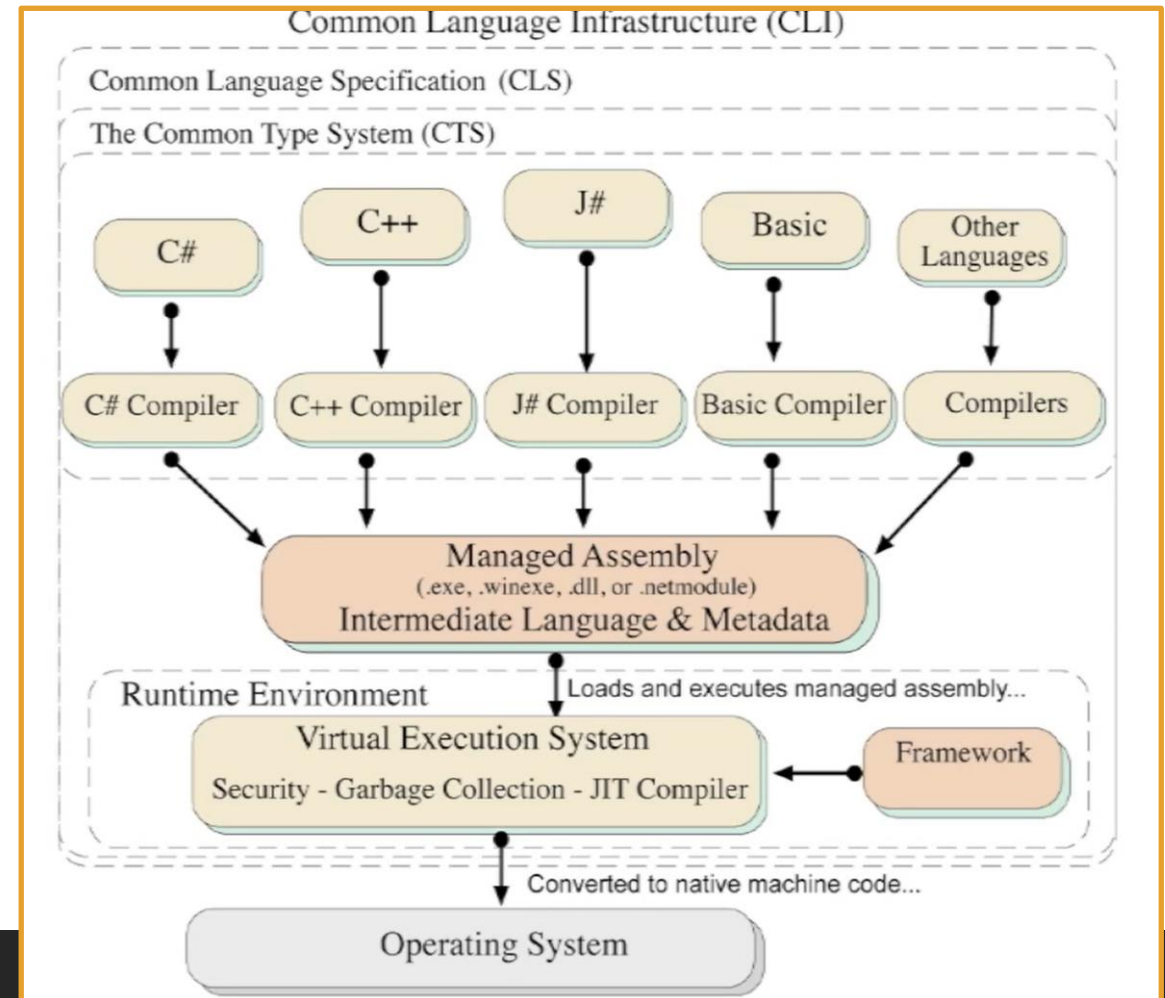 Common Language Infrastructure (CLI)
Common Language Specification (CLS)
The Common Type System (CTS)
C#
C++
J#
Basic
Other
Languages
C# Compiler
C++ Compiler
J# Compiler
Basic Compiler
Compilers
Managed Assembly
(.exe, .winexe, .dll, or .netmodule)
Intermediate Language & Metadata
Loads and executes managed assembly...
Runtime Environment
Virtual Execution System
Security - Garbage Collection - JIT Compiler
Framework
Converted to native machine code...
Operating System